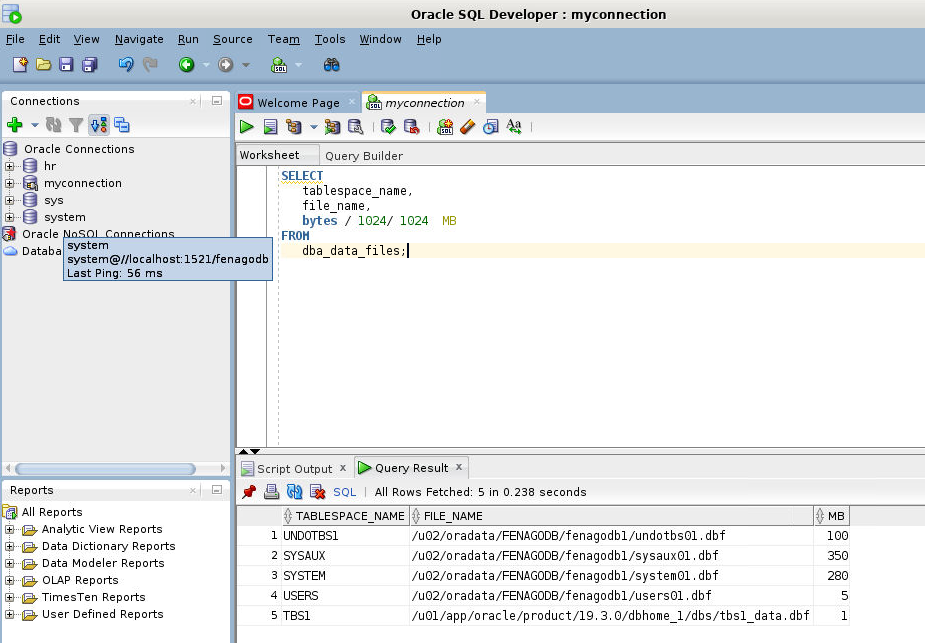 Oracle SQL Developer : myconnection
File Edit View Navigate Run Source Team Tools Window Help
Connections
Oracle Connections
hr
myconnection
sys
system
Oracle NoSQL Connections
Databa
system
system@//localhost:1521/fenagodb
Last Ping: 56 ms
Reports
All Reports
Analytic View Reports
Data Dictionary Reports
Data Modeler Reports
OLAP Reports
TimesTen Reports
User Defined Reports
Welcome Page myconnection
Worksheet Query Builder
SELECT
tablespace_name,
file_name,
bytes / 1024/ 1024 MB
FROM
dba_data_files;
Script Output x Query Result x
SQL | All Rows Fetched: 5 in 0.238 seconds
TABLESPACE_NAME FILE_NAME MB
1 UNDOTBS1 /u02/oradata/FENAGODB/fenagodb1/undotbs01.dbf 100
2 SYSAUX /u02/oradata/FENAGODB/fenagodb1/sysaux01.dbf 350
3 SYSTEM /u02/oradata/FENAGODB/fenagodb1/system01.dbf 280
4 USERS /u02/oradata/FENAGODB/fenagodb1/users01.dbf 5
5 TBS1 /u01/app/oracle/product/19.3.0/dbhome_1/dbs/tbs1_data.dbf 1